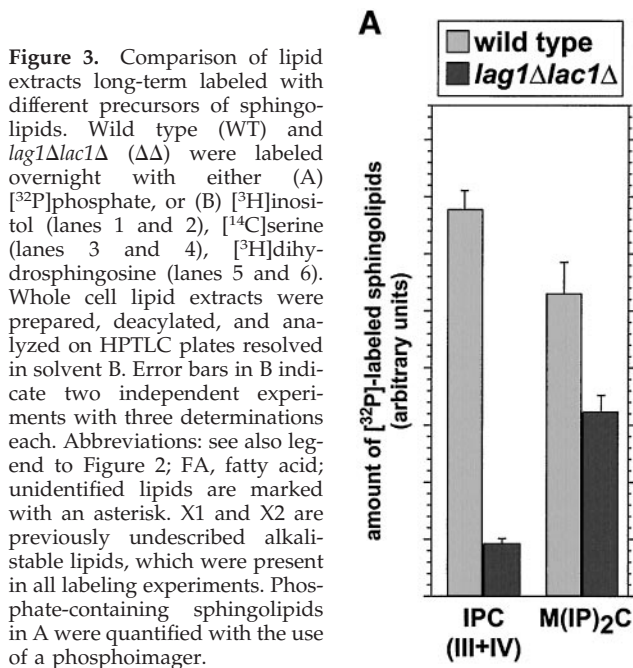 Figure 3. Comparison of lipid
extracts long-term labeled with
different precursors of sphingo-
lipids. Wild type (WT) and
lag1Δlac1Δ (ΔΔ) were labeled
overnight with either (A)
[³²P]phosphate, or (B) [³H]inosi-
tol (lanes 1 and 2), [¹⁴C]serine
(lanes 3 and 4), [³H]dihy-
drosphingosine (lanes 5 and 6).
Whole cell lipid extracts were
prepared, deacylated, and ana-
lyzed on HPTLC plates resolved
in solvent B. Error bars in B indi-
cate two independent experi-
ments with three determinations
each. Abbreviations: see also leg-
end to Figure 2; FA, fatty acid;
unidentified lipids are marked
with an asterisk. X1 and X2 are
previously undescribed alkali-
stable lipids, which were present
in all labeling experiments. Phos-
phate-containing sphingolipids
in A were quantified with the use
of a phosphoimager.
A
wild type
lag1Δlac1Δ
amount of [³²P]-labeled sphingolipids
(arbitrary units)
IPC
(III+IV)
M(IP)₂C